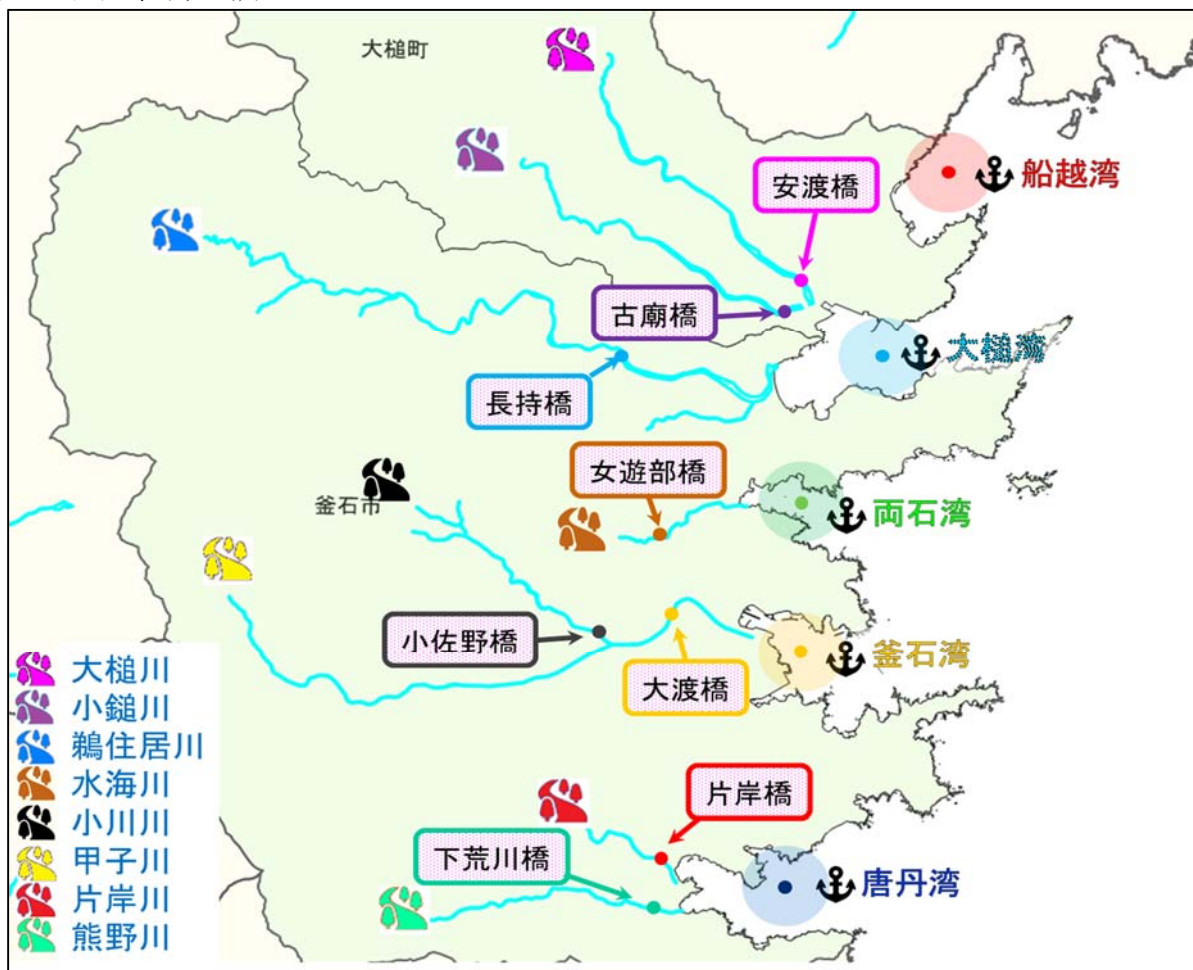 大槌町
安渡橋
船越湾
古廟橋
大槌湾
長持橋
女遊部橋
両石湾
釜石市
小佐野橋
大渡橋
釜石湾
大槌川
小鎚川
鵜住居川
水海川
小川川
甲子川
片岸川
熊野川
片岸橋
下荒川橋
唐丹湾